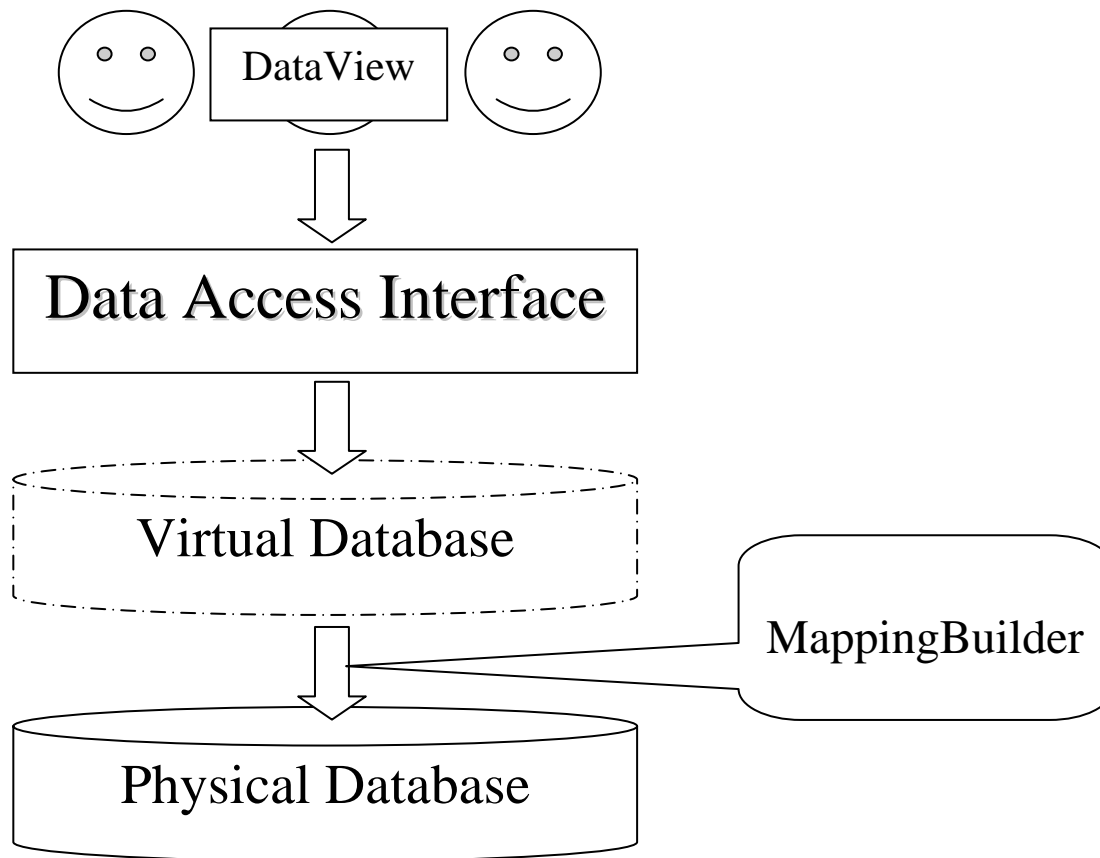 DataView
Data Access Interface
Virtual Database
MappingBuilder
Physical Database